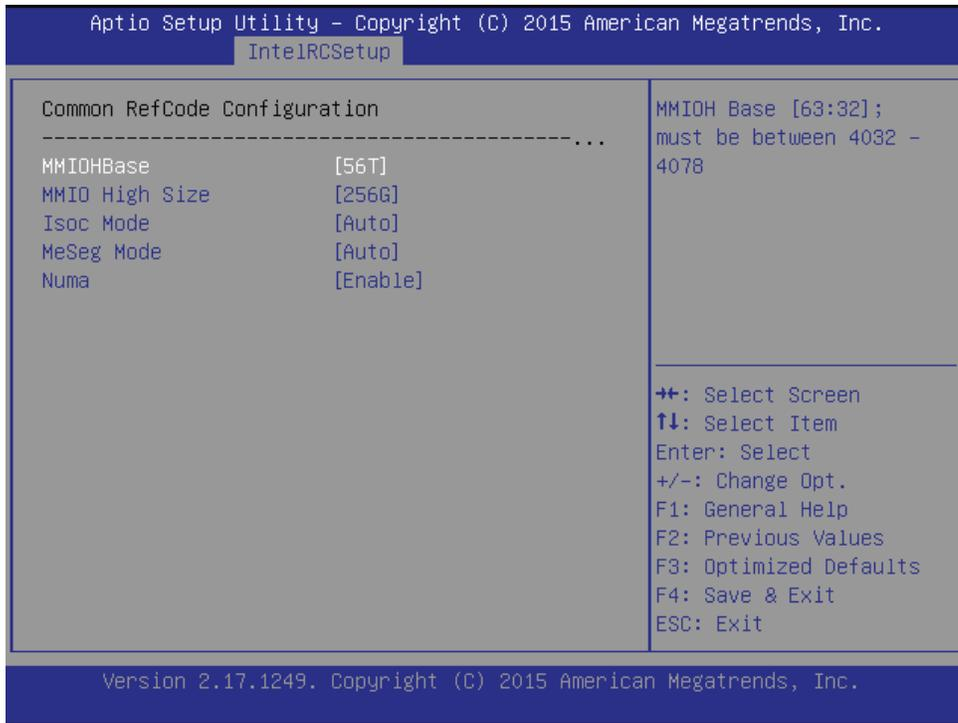 Aptio Setup Utility – Copyright (C) 2015 American Megatrends, Inc.
IntelRCSetup
Common RefCode Configuration
--------------------------------------------...
MMIOHBase [56T]
MMIO High Size [256G]
Isoc Mode [Auto]
MeSeg Mode [Auto]
Numa [Enable]
MMIOH Base [63:32];
must be between 4032 –
4078
→←: Select Screen
↑↓: Select Item
Enter: Select
+/-: Change Opt.
F1: General Help
F2: Previous Values
F3: Optimized Defaults
F4: Save & Exit
ESC: Exit
Version 2.17.1249. Copyright (C) 2015 American Megatrends, Inc.